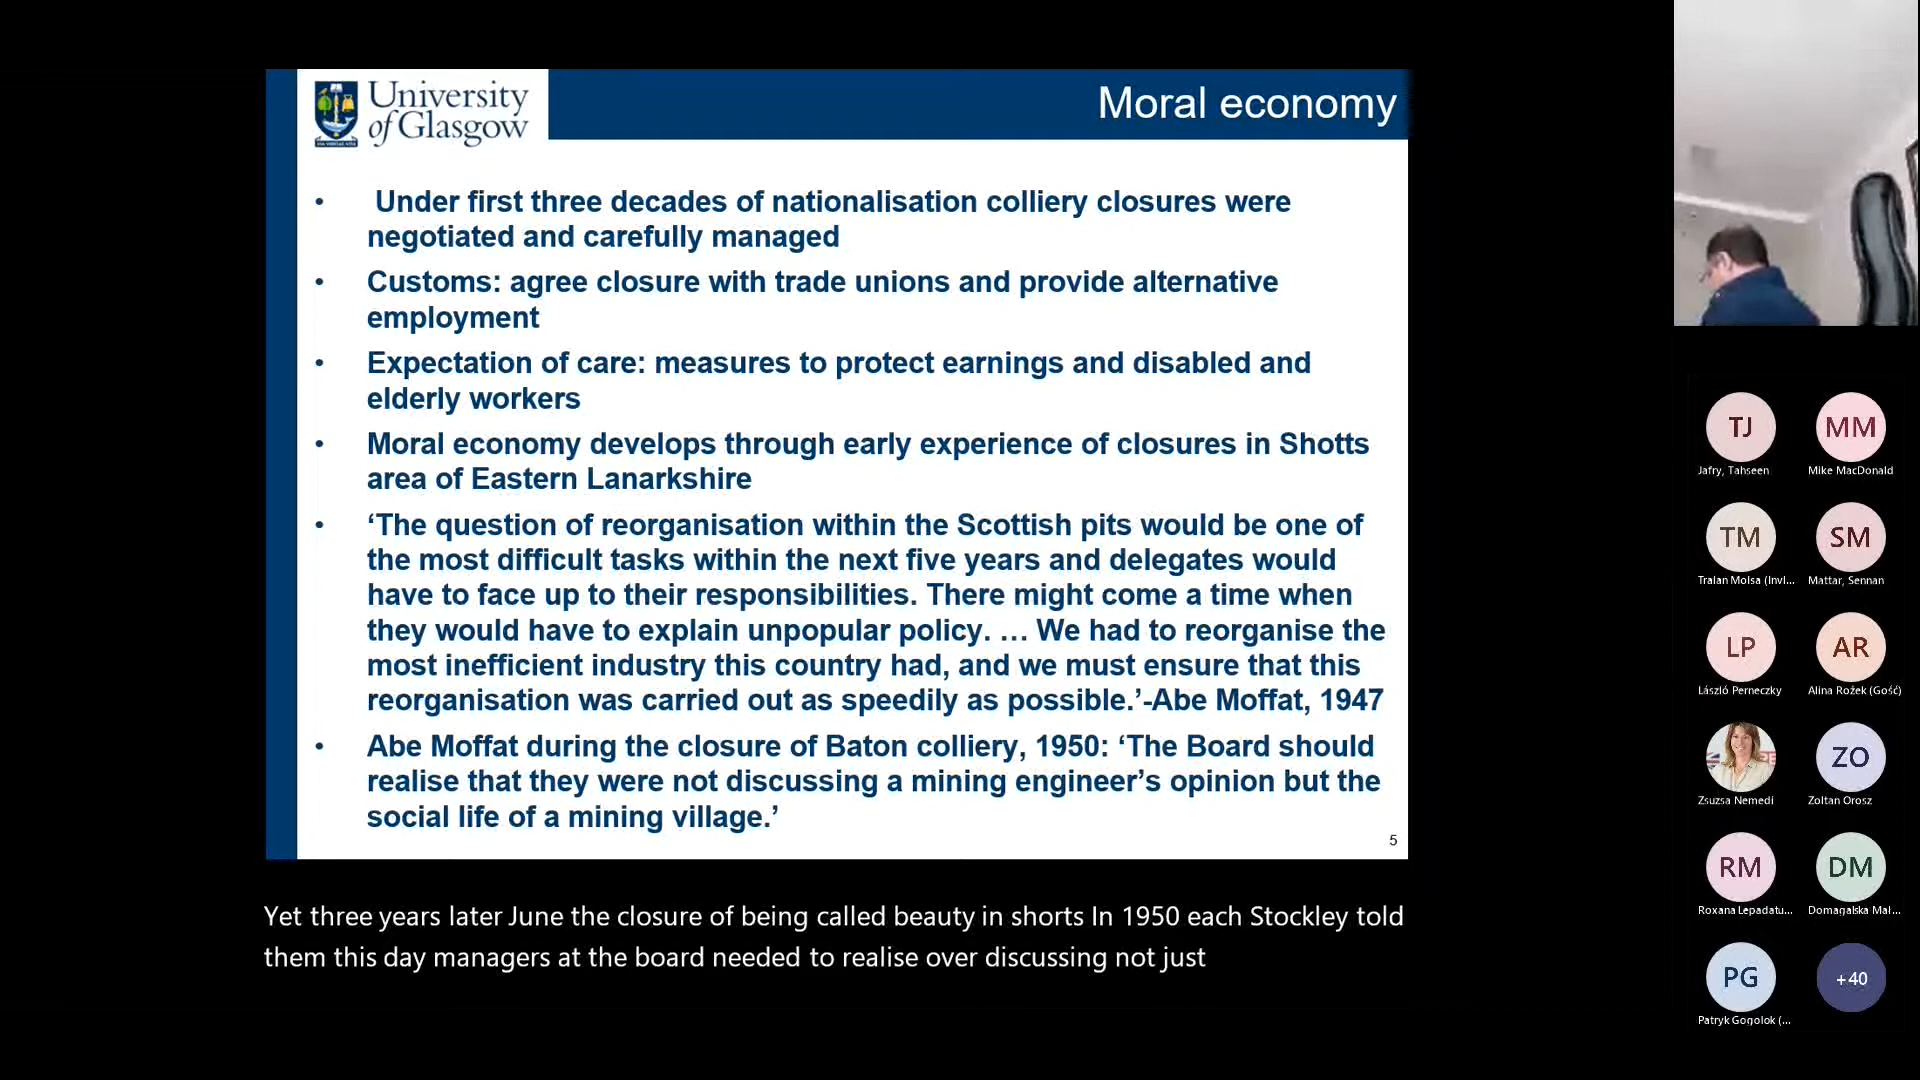 University
of Glasgow
Moral economy
• Under first three decades of nationalisation colliery closures were
negotiated and carefully managed
• Customs: agree closure with trade unions and provide alternative
employment
• Expectation of care: measures to protect earnings and disabled and
elderly workers
• Moral economy develops through early experience of closures in Shotts
area of Eastern Lanarkshire
• ‘The question of reorganisation within the Scottish pits would be one of
the most difficult tasks within the next five years and delegates would
have to face up to their responsibilities. There might come a time when
they would have to explain unpopular policy. … We had to reorganise the
most inefficient industry this country had, and we must ensure that this
reorganisation was carried out as speedily as possible.’-Abe Moffat, 1947
• Abe Moffat during the closure of Baton colliery, 1950: ‘The Board should
realise that they were not discussing a mining engineer’s opinion but the
social life of a mining village.’
5
Yet three years later June the closure of being called beauty in shorts In 1950 each Stockley told
them this day managers at the board needed to realise over discussing not just
TJ
MM
Jafry, Tahseen
Mike MacDonald
TM
SM
Traian Moisa (Invi...
Mattar, Sennan
LP
AR
László Perneczky
Alina Rożek (Gość)
ZO
Zsuzsa Nemedi
Zoltan Orosz
RM
DM
Roxana Lepadatu...
Domagalska Mał...
PG
+40
Patryk Gogolok (...